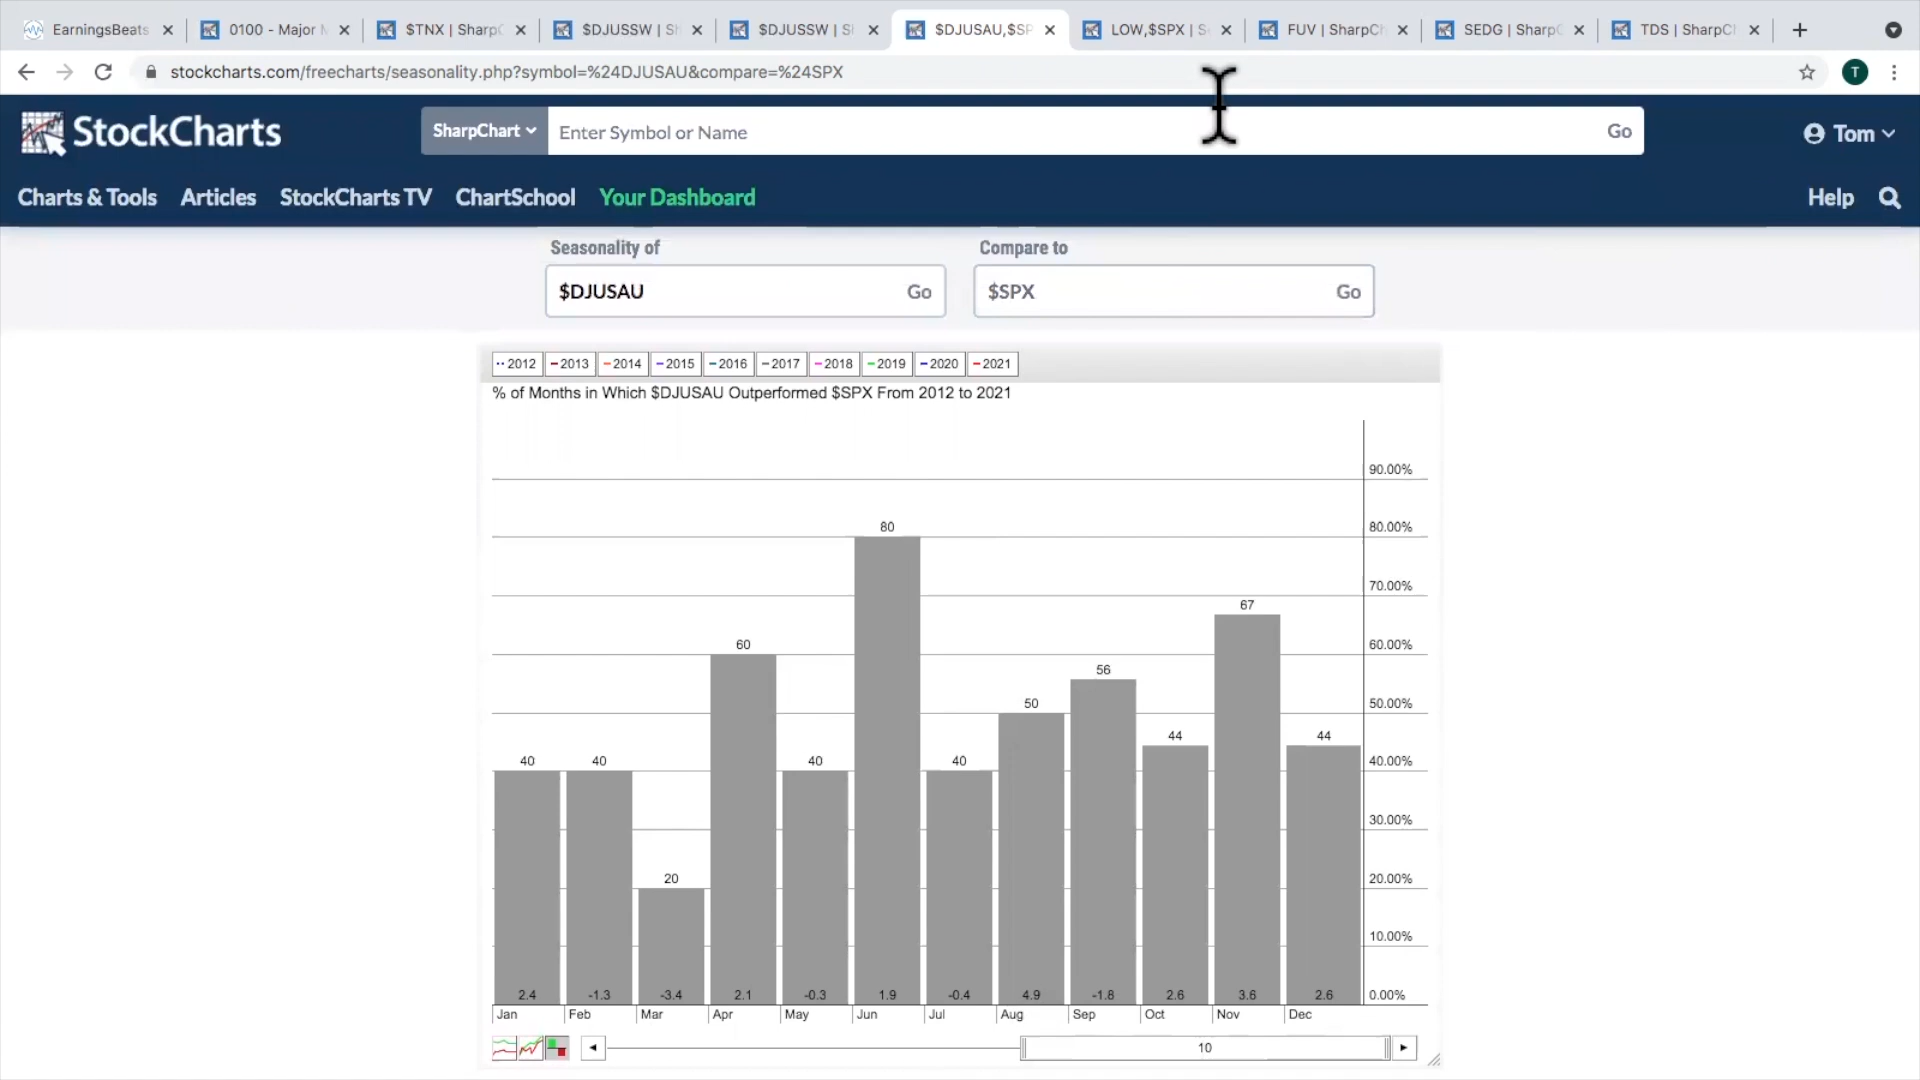 EarningsBeats
0100 - Major M
$TNX | SharpC
$DJUSSW | Sh
$DJUSSW | S
$DJUSAU,$SP
LOW,$SPX | S
FUV | SharpCh
SEDG | SharpC
TDS | SharpCh
stockcharts.com/freecharts/seasonality.php?symbol=%24DJUSAU&compare=%24SPX
T
StockCharts
SharpChart
Enter Symbol or Name
Go
Tom
Charts & Tools
Articles
StockCharts TV
ChartSchool
Your Dashboard
Help
Seasonality of
Compare to
$DJUSAU
Go
$SPX
Go
2012
2013
2014
2015
2016
2017
2018
2019
2020
2021
% of Months in Which $DJUSAU Outperformed $SPX From 2012 to 2021
90.00%
80.00%
70.00%
60.00%
50.00%
40.00%
30.00%
20.00%
10.00%
0.00%
40
40
20
60
40
80
40
50
56
44
67
44
2.4
-1.3
-3.4
2.1
-0.3
1.9
-0.4
4.9
-1.8
2.6
3.6
2.6
Jan
Feb
Mar
Apr
May
Jun
Jul
Aug
Sep
Oct
Nov
Dec
10